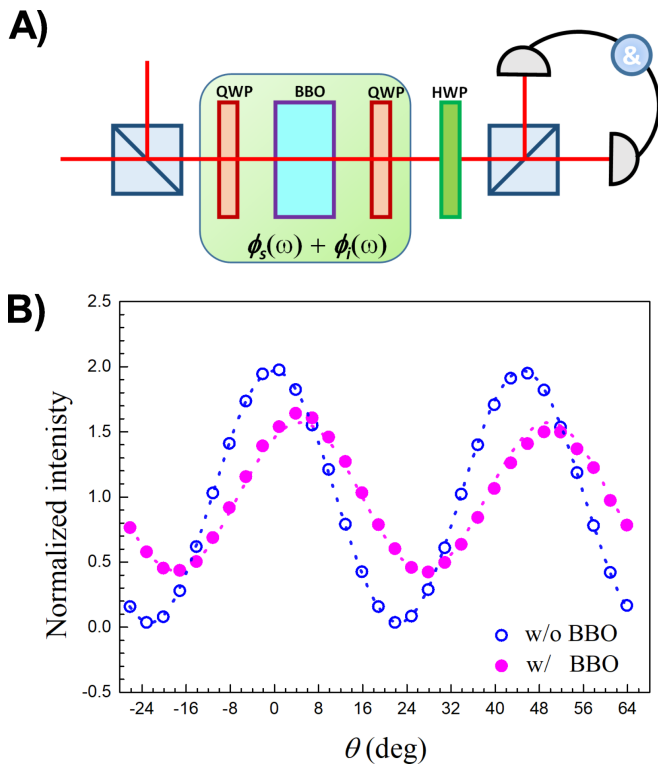 A)
&
QWP BBO QWP HWP
ϕs(ω) + ϕi(ω)
B)
Normalized intenisty
2.5
2.0
1.5
1.0
0.5
0.0
-0.5
w/o BBO
w/ BBO
-24 -16 -8 0 8 16 24 32 40 48 56 64
θ (deg)